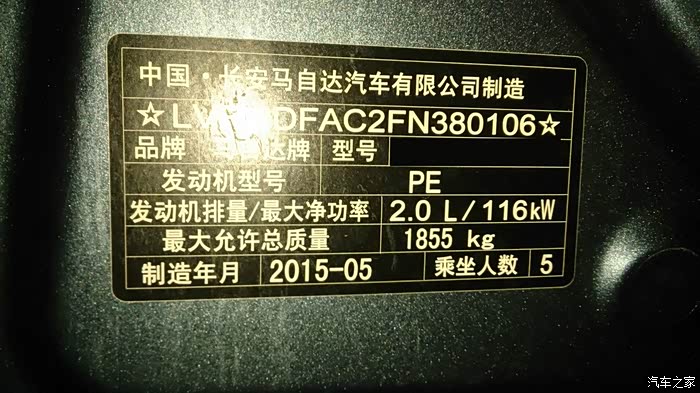 中国·长安马自达汽车有限公司制造
DFAC2FN380106☆
品牌 马自达牌 型号
发动机型号 PE
发动机排量/最大净功率 2.0 L/116kW
最大允许总质量 1855 kg
制造年月 2015-05 乘坐人数 5
汽车之家